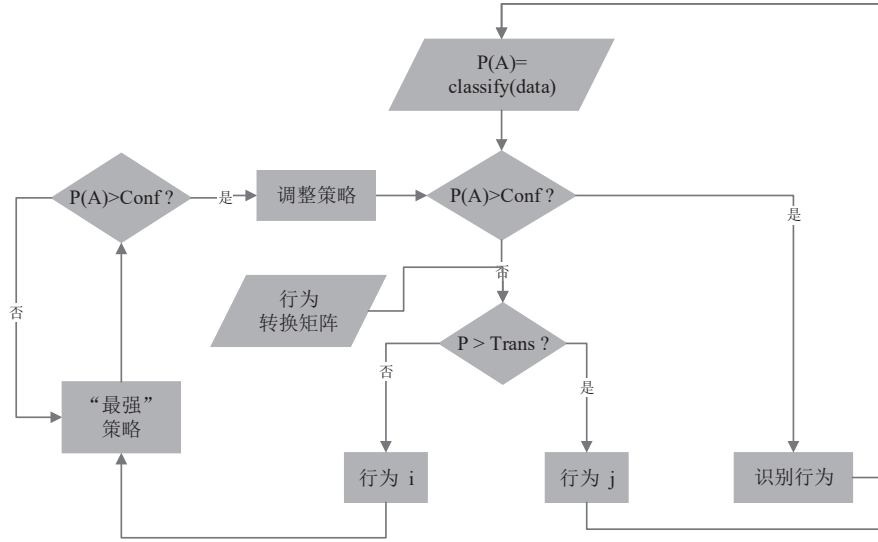 P(A)=
classify(data)
P(A)>Conf ?
是
调整策略
P(A)>Conf ?
是
否
行为
转换矩阵
否
P > Trans ?
否
是
“最强”
策略
行为 i
行为 j
识别行为